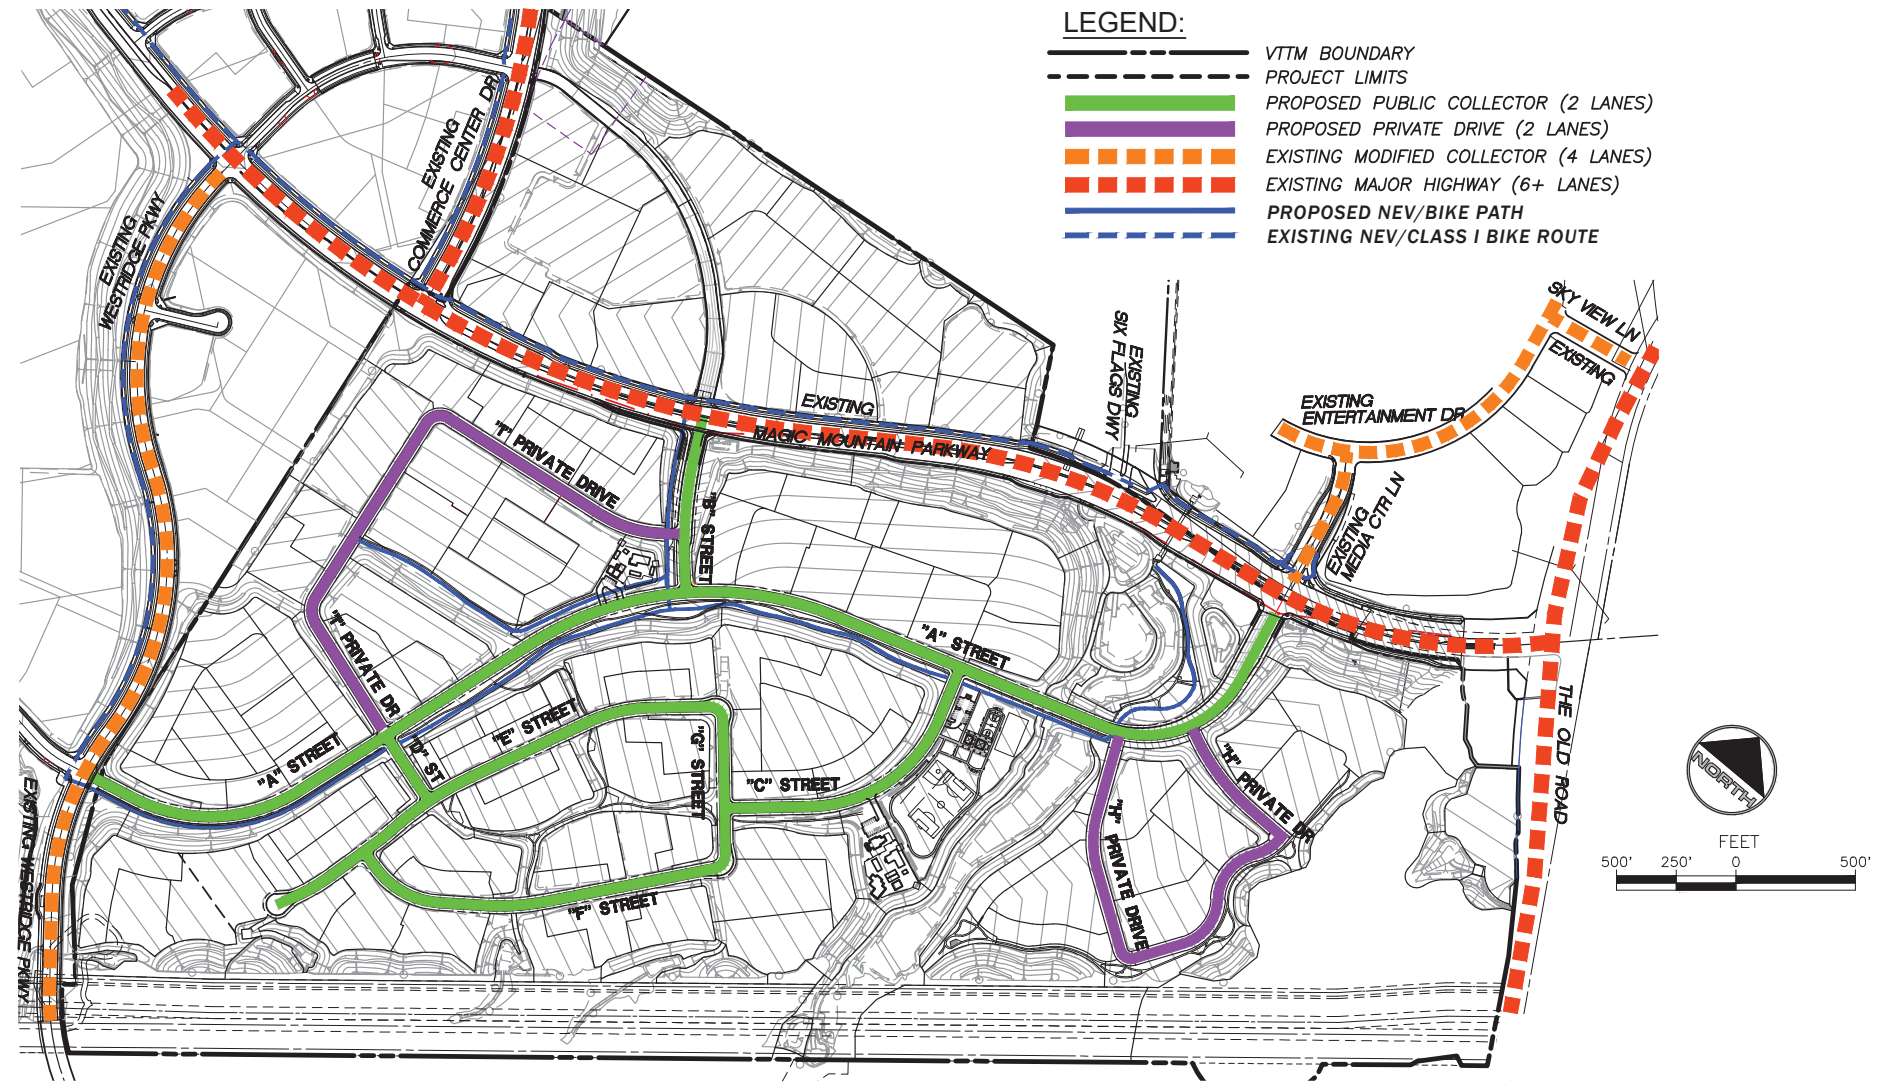 LEGEND:
VTTM BOUNDARY
PROJECT LIMITS
PROPOSED PUBLIC COLLECTOR (2 LANES)
PROPOSED PRIVATE DRIVE (2 LANES)
EXISTING MODIFIED COLLECTOR (4 LANES)
EXISTING MAJOR HIGHWAY (6+ LANES)
PROPOSED NEV/BIKE PATH
EXISTING NEV/CLASS I BIKE ROUTE
EXISTING
COMMERCE CENTER DR
EXISTING
WESTRIDGE PKWY
EXISTING
MAGIC MOUNTAIN PARKWAY
EXISTING
SIX FLAGS DWY
SKY VIEW LN
EXISTING
EXISTING
ENTERTAINMENT DR
EXISTING
MEDIA CTR LN
"I" PRIVATE DRIVE
"B" STREET
"A" STREET
"I" PRIVATE DR
"A" STREET
"D" ST
"E" STREET
"G" STREET
"C" STREET
"F" STREET
"H" PRIVATE DR
"H" PRIVATE DRIVE
THE OLD ROAD
EXISTING WESTRIDGE PKWY
NORTH
FEET
500' 250' 0 500'